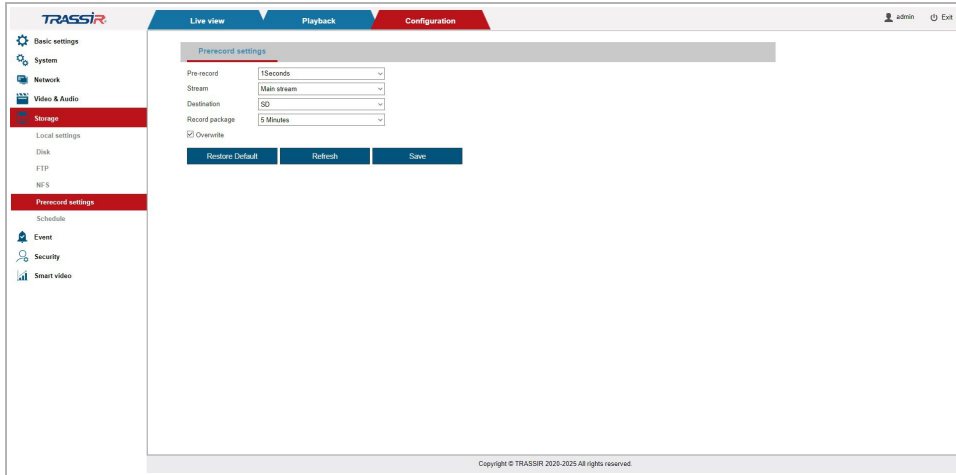 TRASSIR
Live view
Playback
Configuration
admin
Exit
Basic settings
System
Network
Video & Audio
Storage
Local settings
Disk
FTP
NFS
Prerecord settings
Schedule
Event
Security
Smart video
Prerecord settings
Pre-record 1Seconds
Stream Main stream
Destination SD
Record package 5 Minutes
Overwrite
Restore Default Refresh Save
Copyright © TRASSIR 2020-2025 All rights reserved.